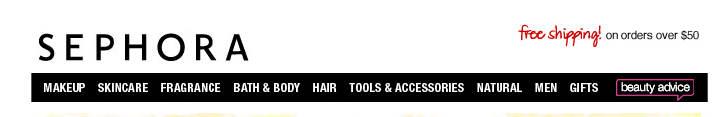 free shipping! on orders over $50
SEPHORA
MAKEUP SKINCARE FRAGRANCE BATH & BODY HAIR TOOLS & ACCESSORIES NATURAL MEN GIFTS beauty advice